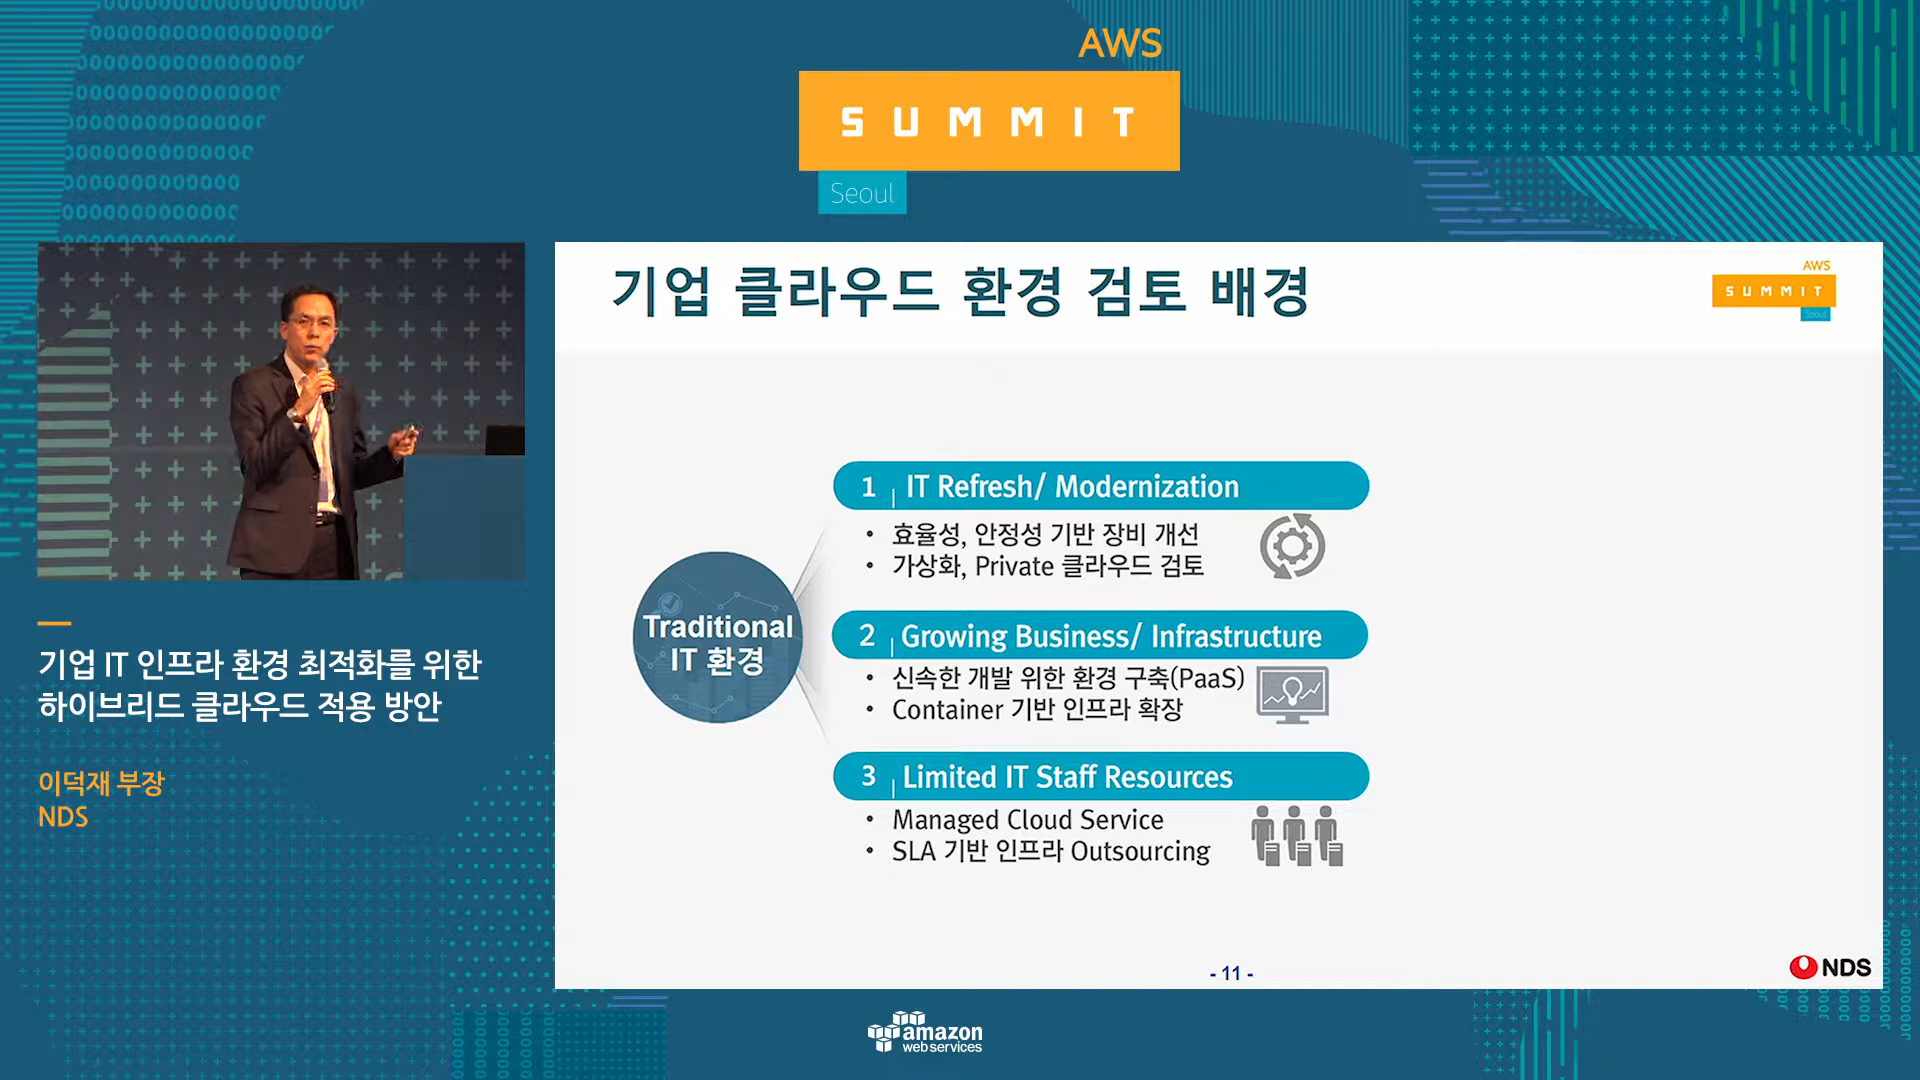 AWS
SUMMIT
Seoul
기업 클라우드 환경 검토 배경
AWS
SUMMIT
Seoul
Traditional
IT 환경
1 | IT Refresh/ Modernization
• 효율성, 안정성 기반 장비 개선
• 가상화, Private 클라우드 검토
2 | Growing Business/ Infrastructure
• 신속한 개발 위한 환경 구축(PaaS)
• Container 기반 인프라 확장
3 | Limited IT Staff Resources
• Managed Cloud Service
• SLA 기반 인프라 Outsourcing
- 11 -
NDS
기업 IT 인프라 환경 최적화를 위한
하이브리드 클라우드 적용 방안
이덕재 부장
NDS
amazon
webservices